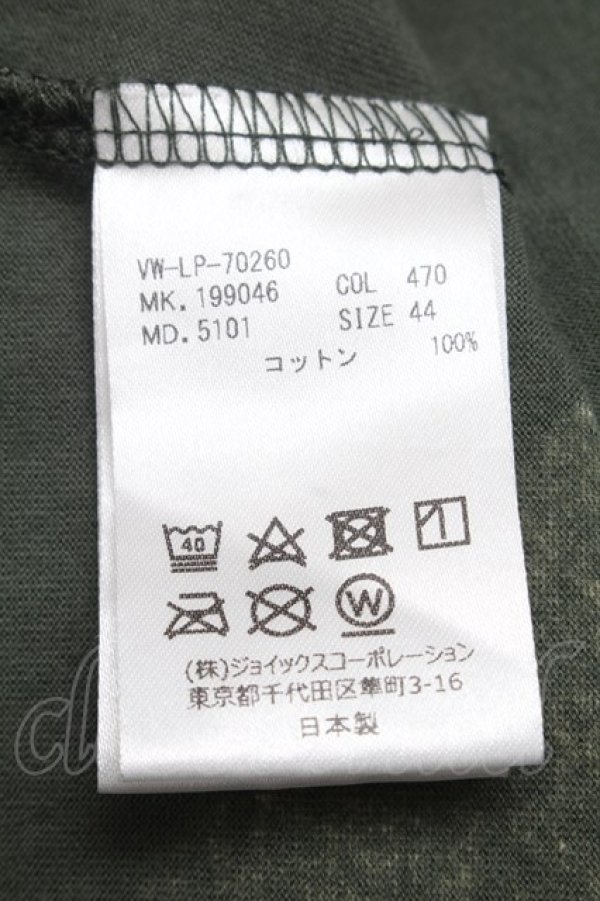 VW-LP-70260
MK. 199046 COL 470
MD. 5101 SIZE 44
コットン 100%
40
W
(株)ジョイックスコーポレーション
東京都千代田区隼町3-16
日本製